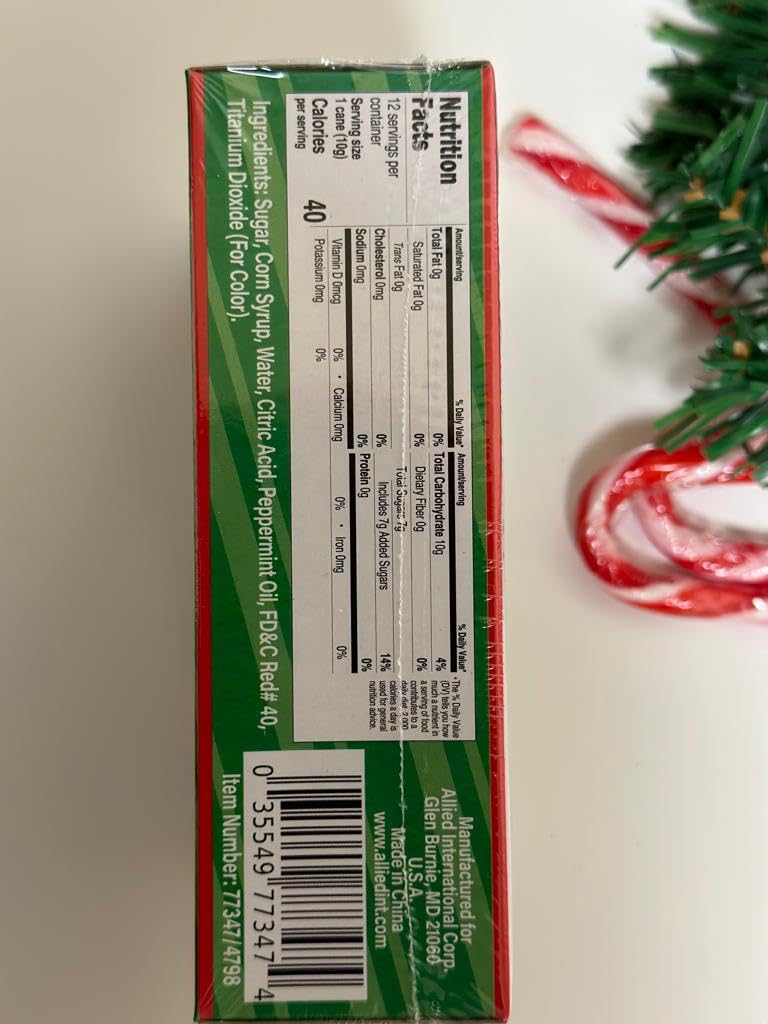 Nutrition
Facts
12 servings per
container
Serving size
1 cane (10g)
Calories 40
per serving
Amount/serving % Daily Value*
Total Fat 0g 0%
Saturated Fat 0g 0%
Trans Fat 0g
Cholesterol 0mg 0%
Sodium 0mg 0%
Amount/serving % Daily Value*
Total Carbohydrate 10g 4%
Dietary Fiber 0g 0%
Total Sugars 7g
Includes 7g Added Sugars 14%
Protein 0g 0%
Vitamin D 0mcg 0% • Calcium 0mg 0% • Iron 0mg 0%
Potassium 0mg 0%
* The % Daily Value
(DV) tells you how
much a nutrient in
a serving of food
contributes to a
daily diet. 2,000
calories a day is
used for general
nutrition advice.
Ingredients: Sugar, Corn Syrup, Water, Citric Acid, Peppermint Oil, FD&C Red# 40,
Titanium Dioxide (For Color).
Manufactured for
Allied International Corp.
Glen Burnie, MD 21060
U.S.A.
Made in China
www.alliedint.com
0 35549 77347 4
Item Number: 77347/4798